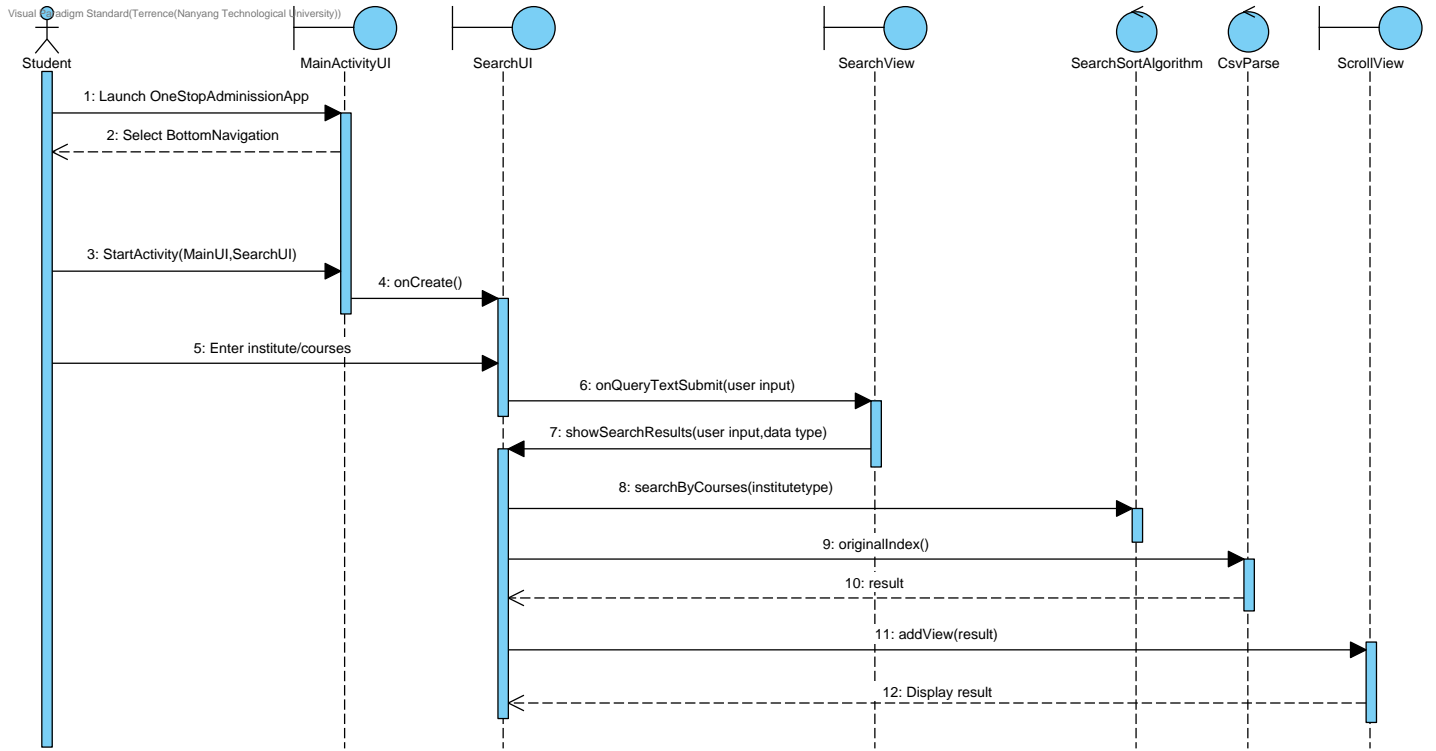 Visual Paradigm Standard(Terrence(Nanyang Technological University))
Student
MainActivityUI
SearchUI
SearchView
SearchSortAlgorithm
CsvParse
ScrollView
1: Launch OneStopAdminissionApp
2: Select BottomNavigation
3: StartActivity(MainUI,SearchUI)
4: onCreate()
5: Enter institute/courses
6: onQueryTextSubmit(user input)
7: showSearchResults(user input,data type)
8: searchByCourses(institutetype)
9: originalIndex()
10: result
11: addView(result)
12: Display result